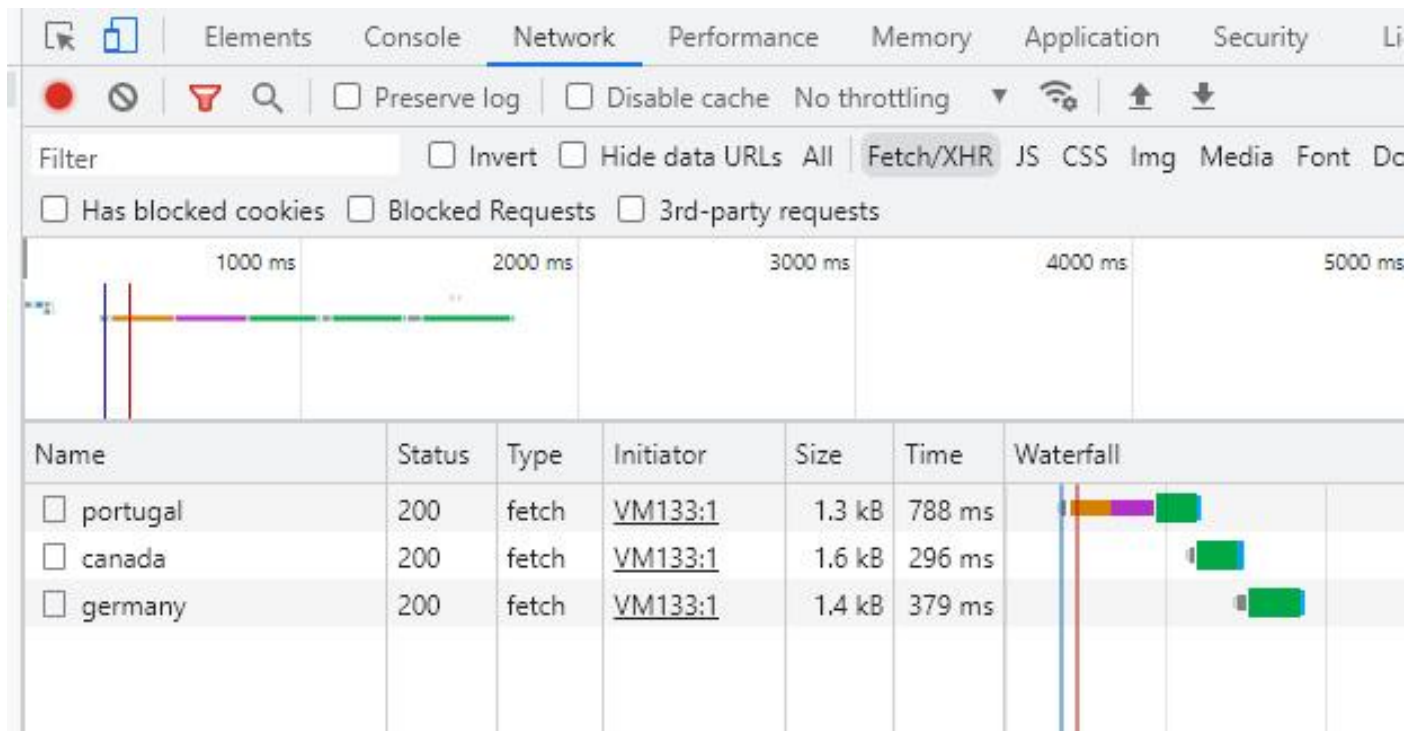 Elements Console Network Performance Memory Application Security Li
Preserve log Disable cache No throttling
Filter Invert Hide data URLs All Fetch/XHR JS CSS Img Media Font Do
Has blocked cookies Blocked Requests 3rd-party requests
1000 ms 2000 ms 3000 ms 4000 ms 5000 ms
Name Status Type Initiator Size Time Waterfall
portugal 200 fetch VM133:1 1.3 kB 788 ms
canada 200 fetch VM133:1 1.6 kB 296 ms
germany 200 fetch VM133:1 1.4 kB 379 ms